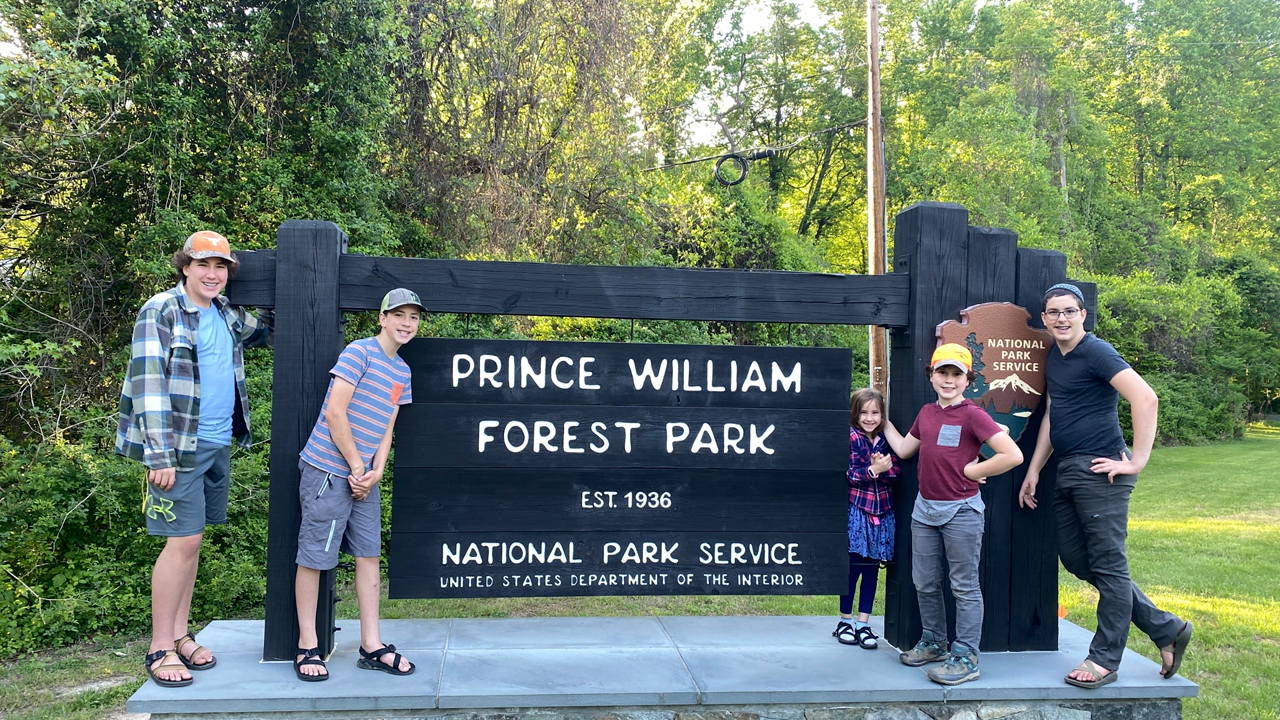 PRINCE WILLIAM
FOREST PARK
EST. 1936
NATIONAL PARK SERVICE
UNITED STATES DEPARTMENT OF THE INTERIOR
NATIONAL
PARK
SERVICE